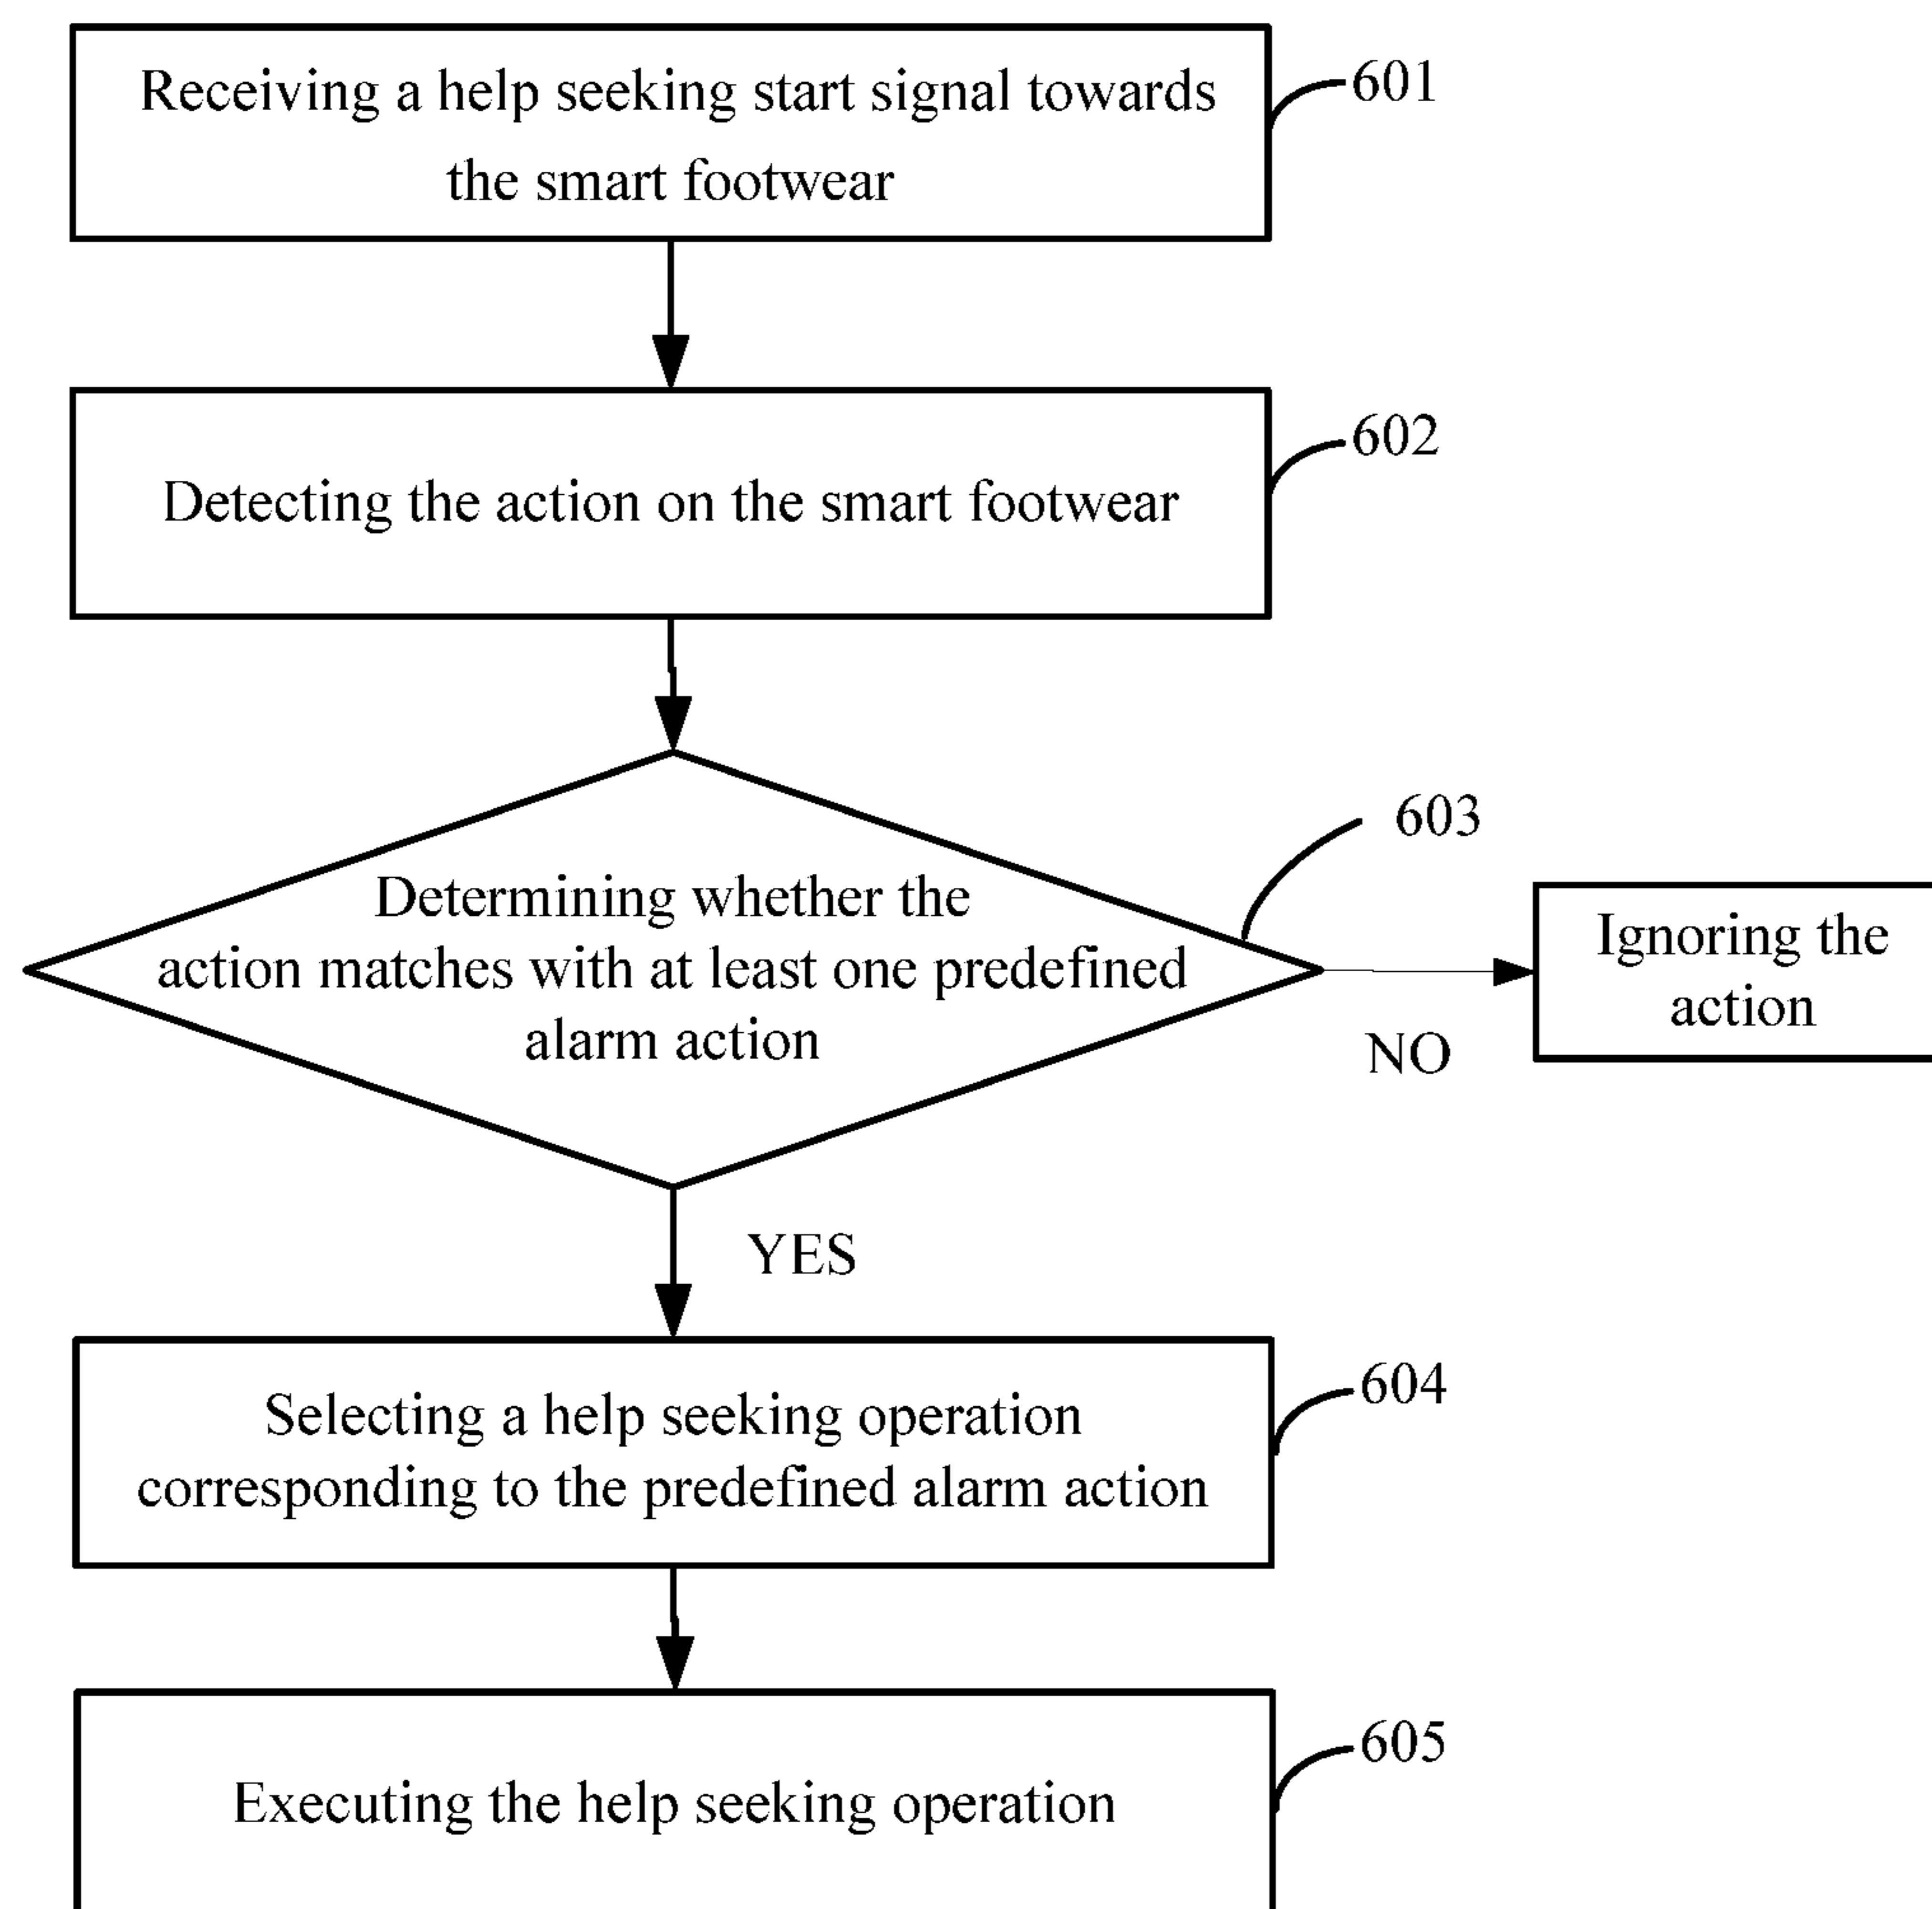 Receiving a help seeking start signal towards
the smart footwear
601
Detecting the action on the smart footwear
602
Determining whether the
action matches with at least one predefined
alarm action
603
Ignoring the
action
NO
YES
Selecting a help seeking operation
corresponding to the predefined alarm action
604
Executing the help seeking operation
605